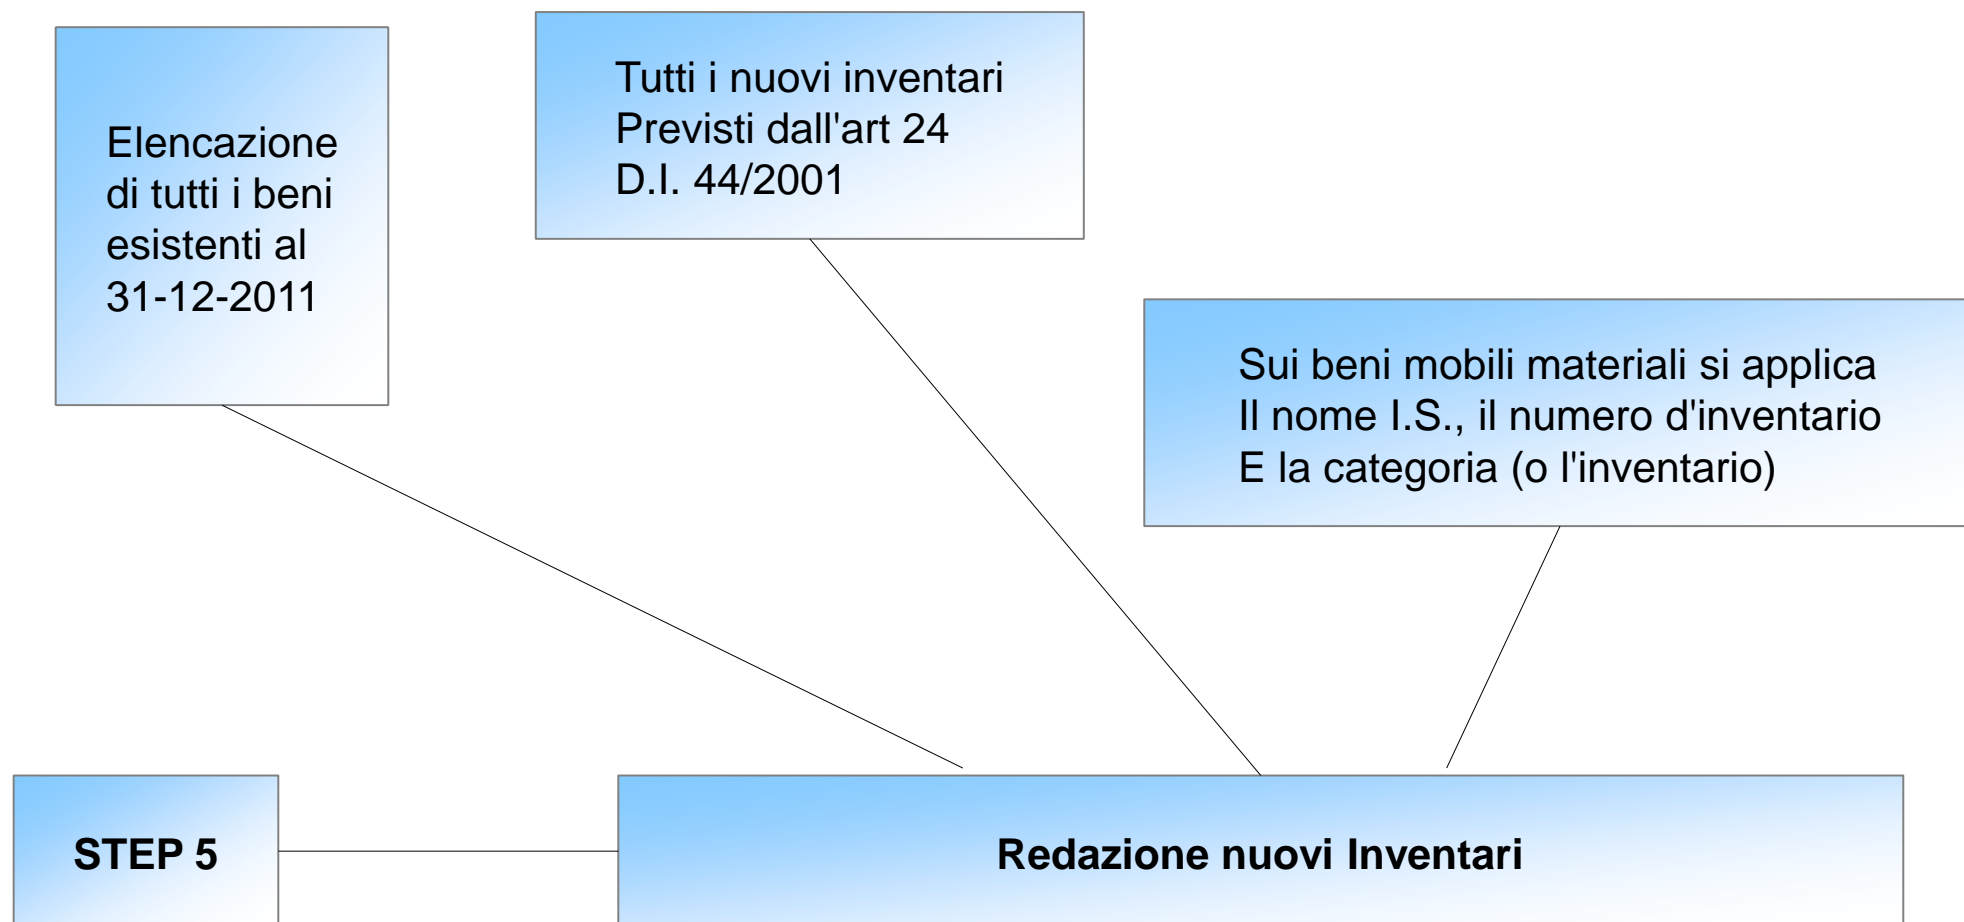 Elencazione
di tutti i beni
esistenti al
31-12-2011
Tutti i nuovi inventari
Previsti dall'art 24
D.I. 44/2001
Sui beni mobili materiali si applica
Il nome I.S., il numero d'inventario
E la categoria (o l'inventario)
STEP 5
Redazione nuovi Inventari